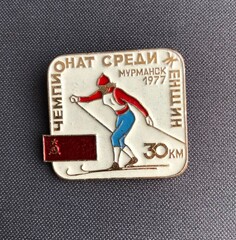 ЧЕМПИОНАТ СРЕДИ ЖЕНЩИН
МУРМАНСК
1977
30 КМ